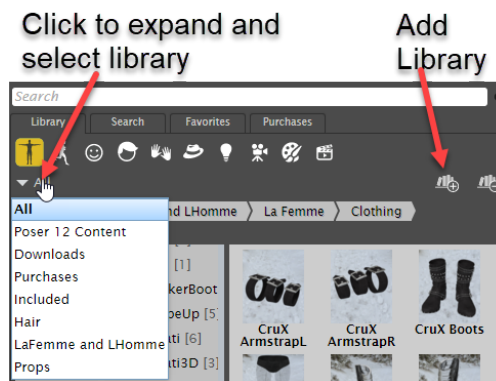 Click to expand and
select library
Add
Library
Search
Library
Search
Favorites
Purchases
All
nd LHomme
La Femme
Clothing
All
Poser 12 Content
Downloads
Purchases
Included
Hair
LaFemme and LHomme
Props
[1]
kerBoot
peUp [5]
ti [6]
ti3D [3]
CruX
ArmstrapL
CruX
ArmstrapR
CruX Boots